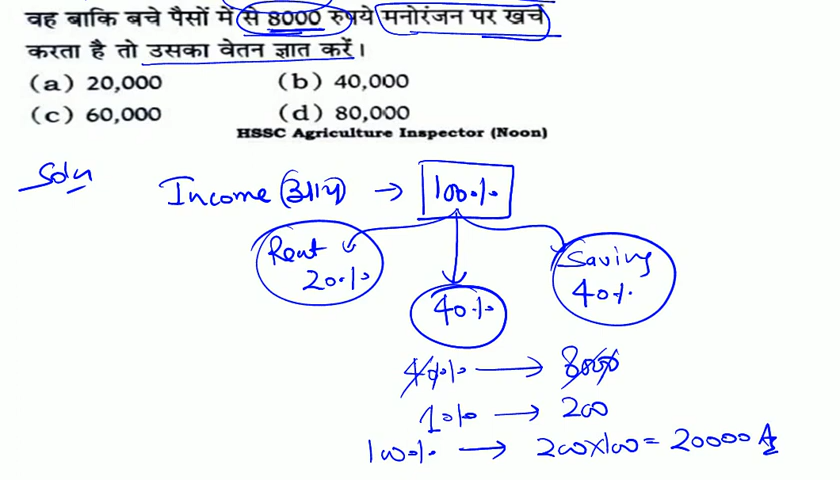 वह बाकि बचे पैसों में से 8000 रुपये मनोरंजन पर खर्च
करता है तो उसका वेतन ज्ञात करें।
(a) 20,000 (b) 40,000
(c) 60,000 (d) 80,000
HSSC Agriculture Inspector (Noon)
Soln
Income (आय) → 100%
Rent 20%
40%
Saving 40%
40% → 8000
1% → 200
100% → 200×100 = 20000 A